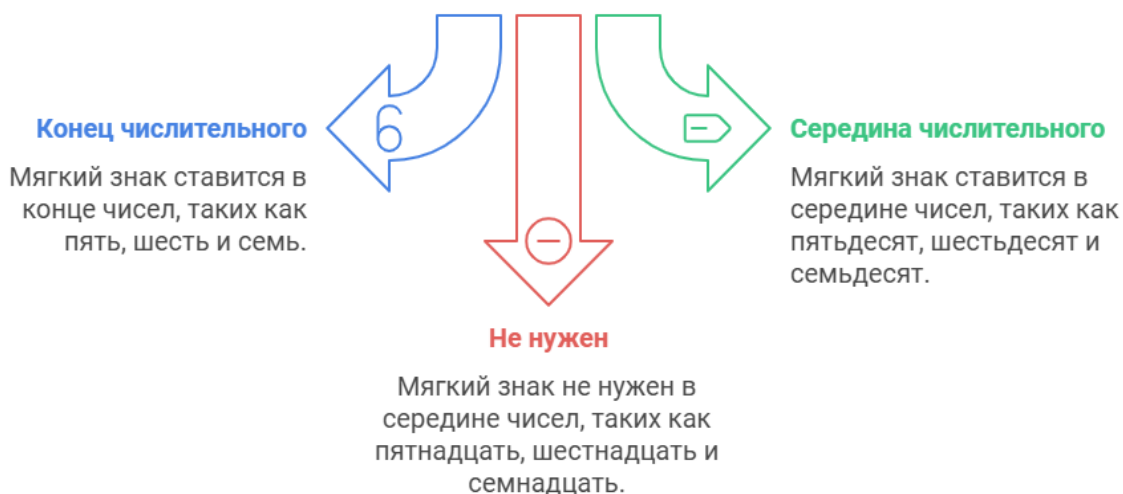 Конец числительного
Мягкий знак ставится в
конце чисел, таких как
пять, шесть и семь.
Середина числительного
Мягкий знак ставится в
середине чисел, таких как
пятьдесят, шестьдесят и
семьдесят.
Не нужен
Мягкий знак не нужен в
середине чисел, таких как
пятнадцать, шестнадцать и
семнадцать.